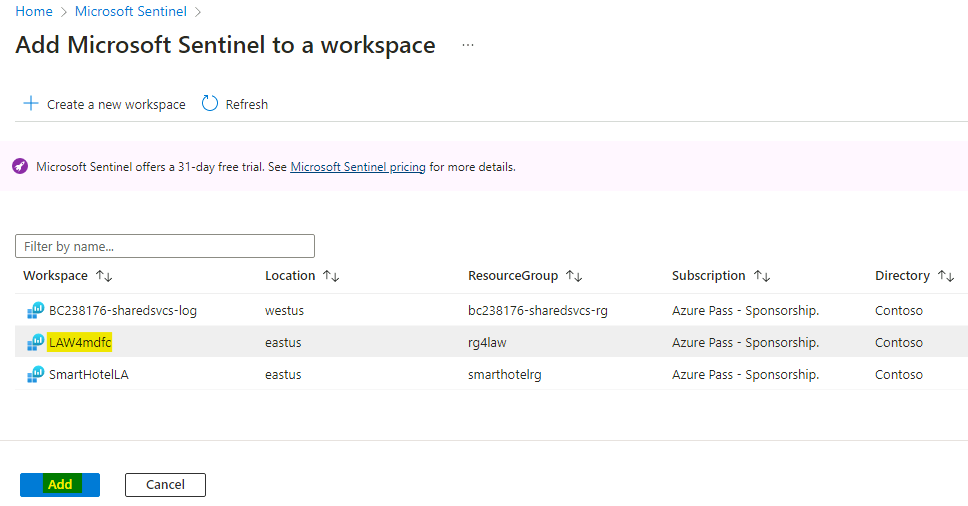 Home > Microsoft Sentinel >
Add Microsoft Sentinel to a workspace ...
+ Create a new workspace Refresh
Microsoft Sentinel offers a 31-day free trial. See Microsoft Sentinel pricing for more details.
Filter by name...
Workspace ↑↓ Location ↑↓ ResourceGroup ↑↓ Subscription ↑↓ Directory ↑↓
BC238176-sharedsvcs-log westus bc238176-sharedsvcs-rg Azure Pass - Sponsorship. Contoso
LAW4mdfc eastus rg4law Azure Pass - Sponsorship. Contoso
SmartHotelLA eastus smarthotelrg Azure Pass - Sponsorship. Contoso
Add Cancel